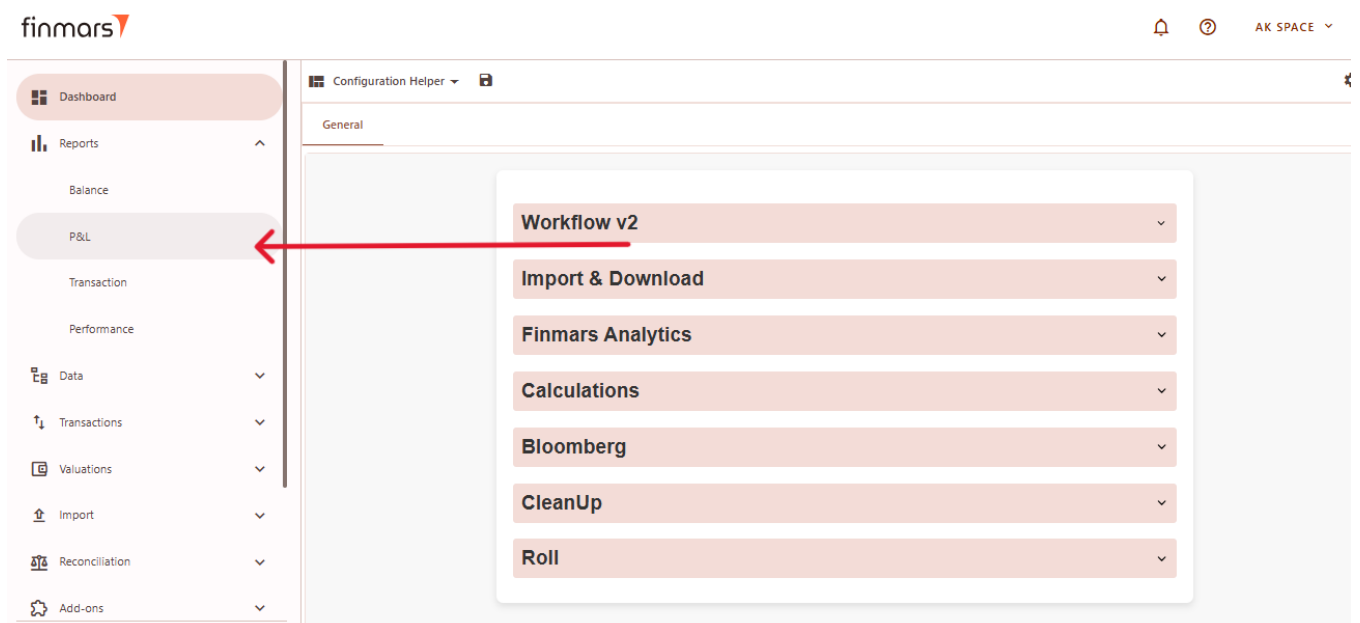 finmars
AK SPACE
Dashboard
Reports
Balance
P&L
Transaction
Performance
Data
Transactions
Valuations
Import
Reconciliation
Add-ons
Configuration Helper
General
Workflow v2
Import & Download
Finmars Analytics
Calculations
Bloomberg
CleanUp
Roll